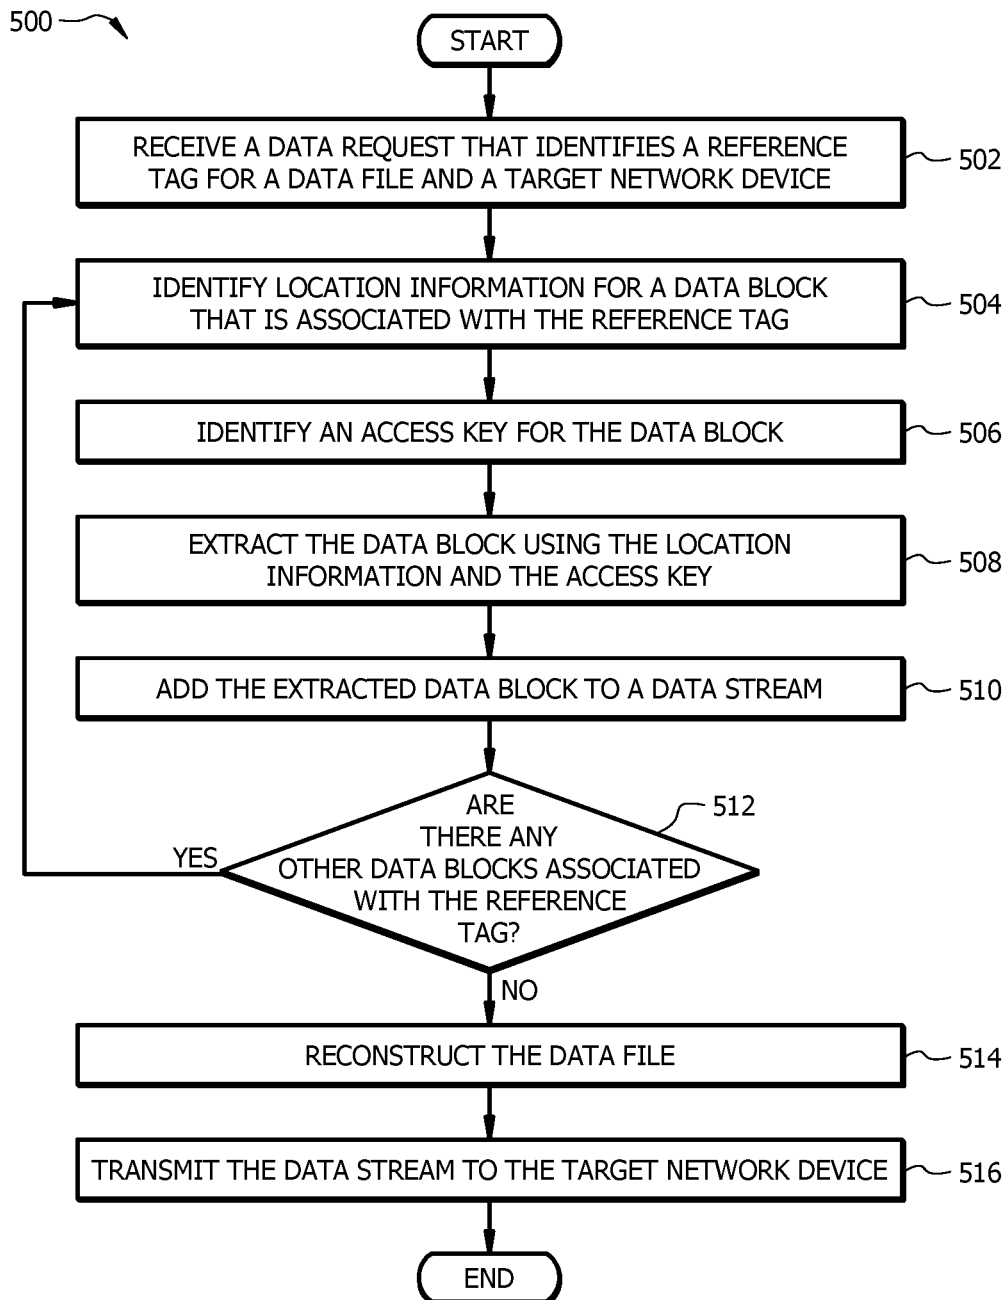 500
START
RECEIVE A DATA REQUEST THAT IDENTIFIES A REFERENCE
TAG FOR A DATA FILE AND A TARGET NETWORK DEVICE
502
IDENTIFY LOCATION INFORMATION FOR A DATA BLOCK
THAT IS ASSOCIATED WITH THE REFERENCE TAG
504
IDENTIFY AN ACCESS KEY FOR THE DATA BLOCK
506
EXTRACT THE DATA BLOCK USING THE LOCATION
INFORMATION AND THE ACCESS KEY
508
ADD THE EXTRACTED DATA BLOCK TO A DATA STREAM
510
ARE
THERE ANY
OTHER DATA BLOCKS ASSOCIATED
WITH THE REFERENCE
TAG?
512
YES
NO
RECONSTRUCT THE DATA FILE
514
TRANSMIT THE DATA STREAM TO THE TARGET NETWORK DEVICE
516
END